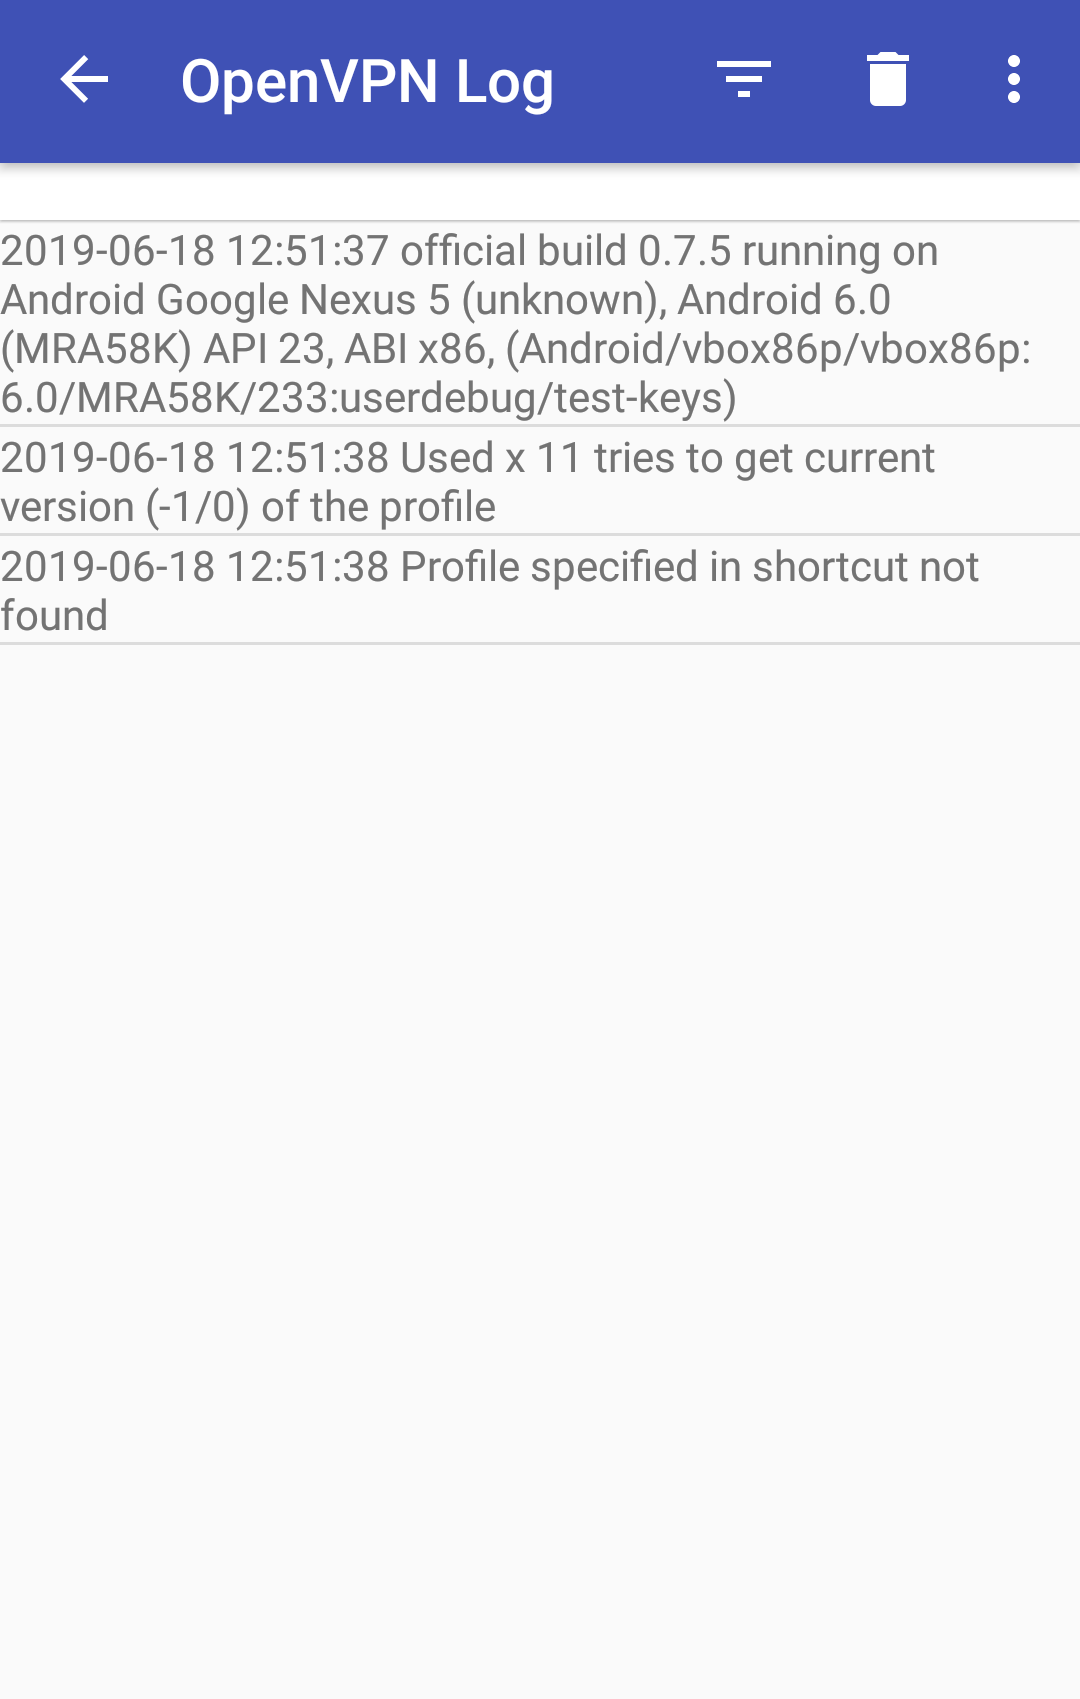 OpenVPN Log
2019-06-18 12:51:37 official build 0.7.5 running on
Android Google Nexus 5 (unknown), Android 6.0
(MRA58K) API 23, ABI x86, (Android/vbox86p/vbox86p:
6.0/MRA58K/233:userdebug/test-keys)
2019-06-18 12:51:38 Used x 11 tries to get current
version (-1/0) of the profile
2019-06-18 12:51:38 Profile specified in shortcut not
found